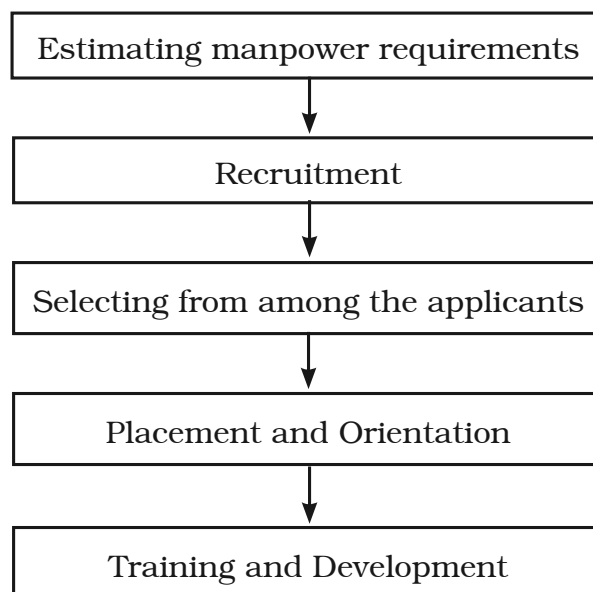 Estimating manpower requirements
Recruitment
Selecting from among the applicants
Placement and Orientation
Training and Development